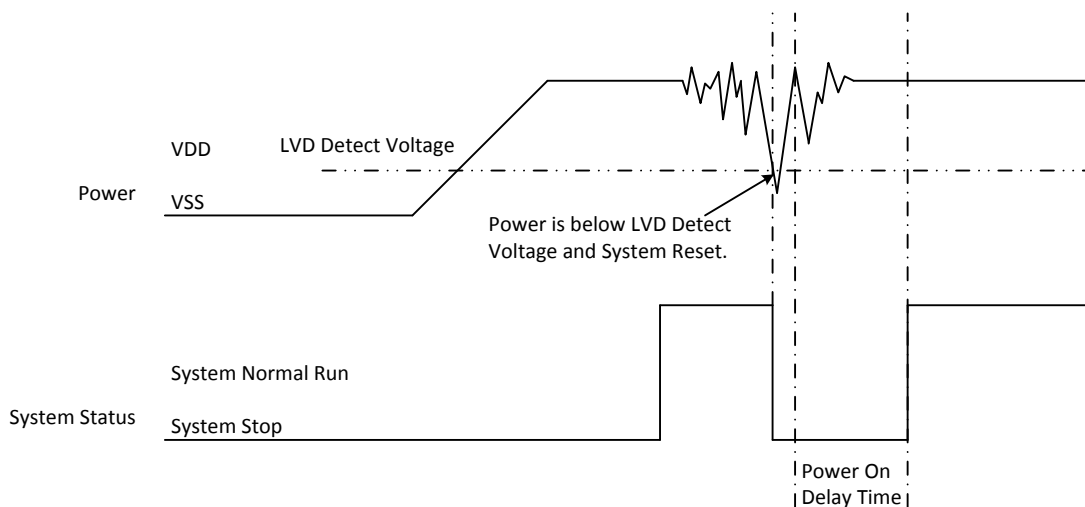 VDD
LVD Detect Voltage
Power
VSS
Power is below LVD Detect
Voltage and System Reset.
System Normal Run
System Status
System Stop
Power On
Delay Time